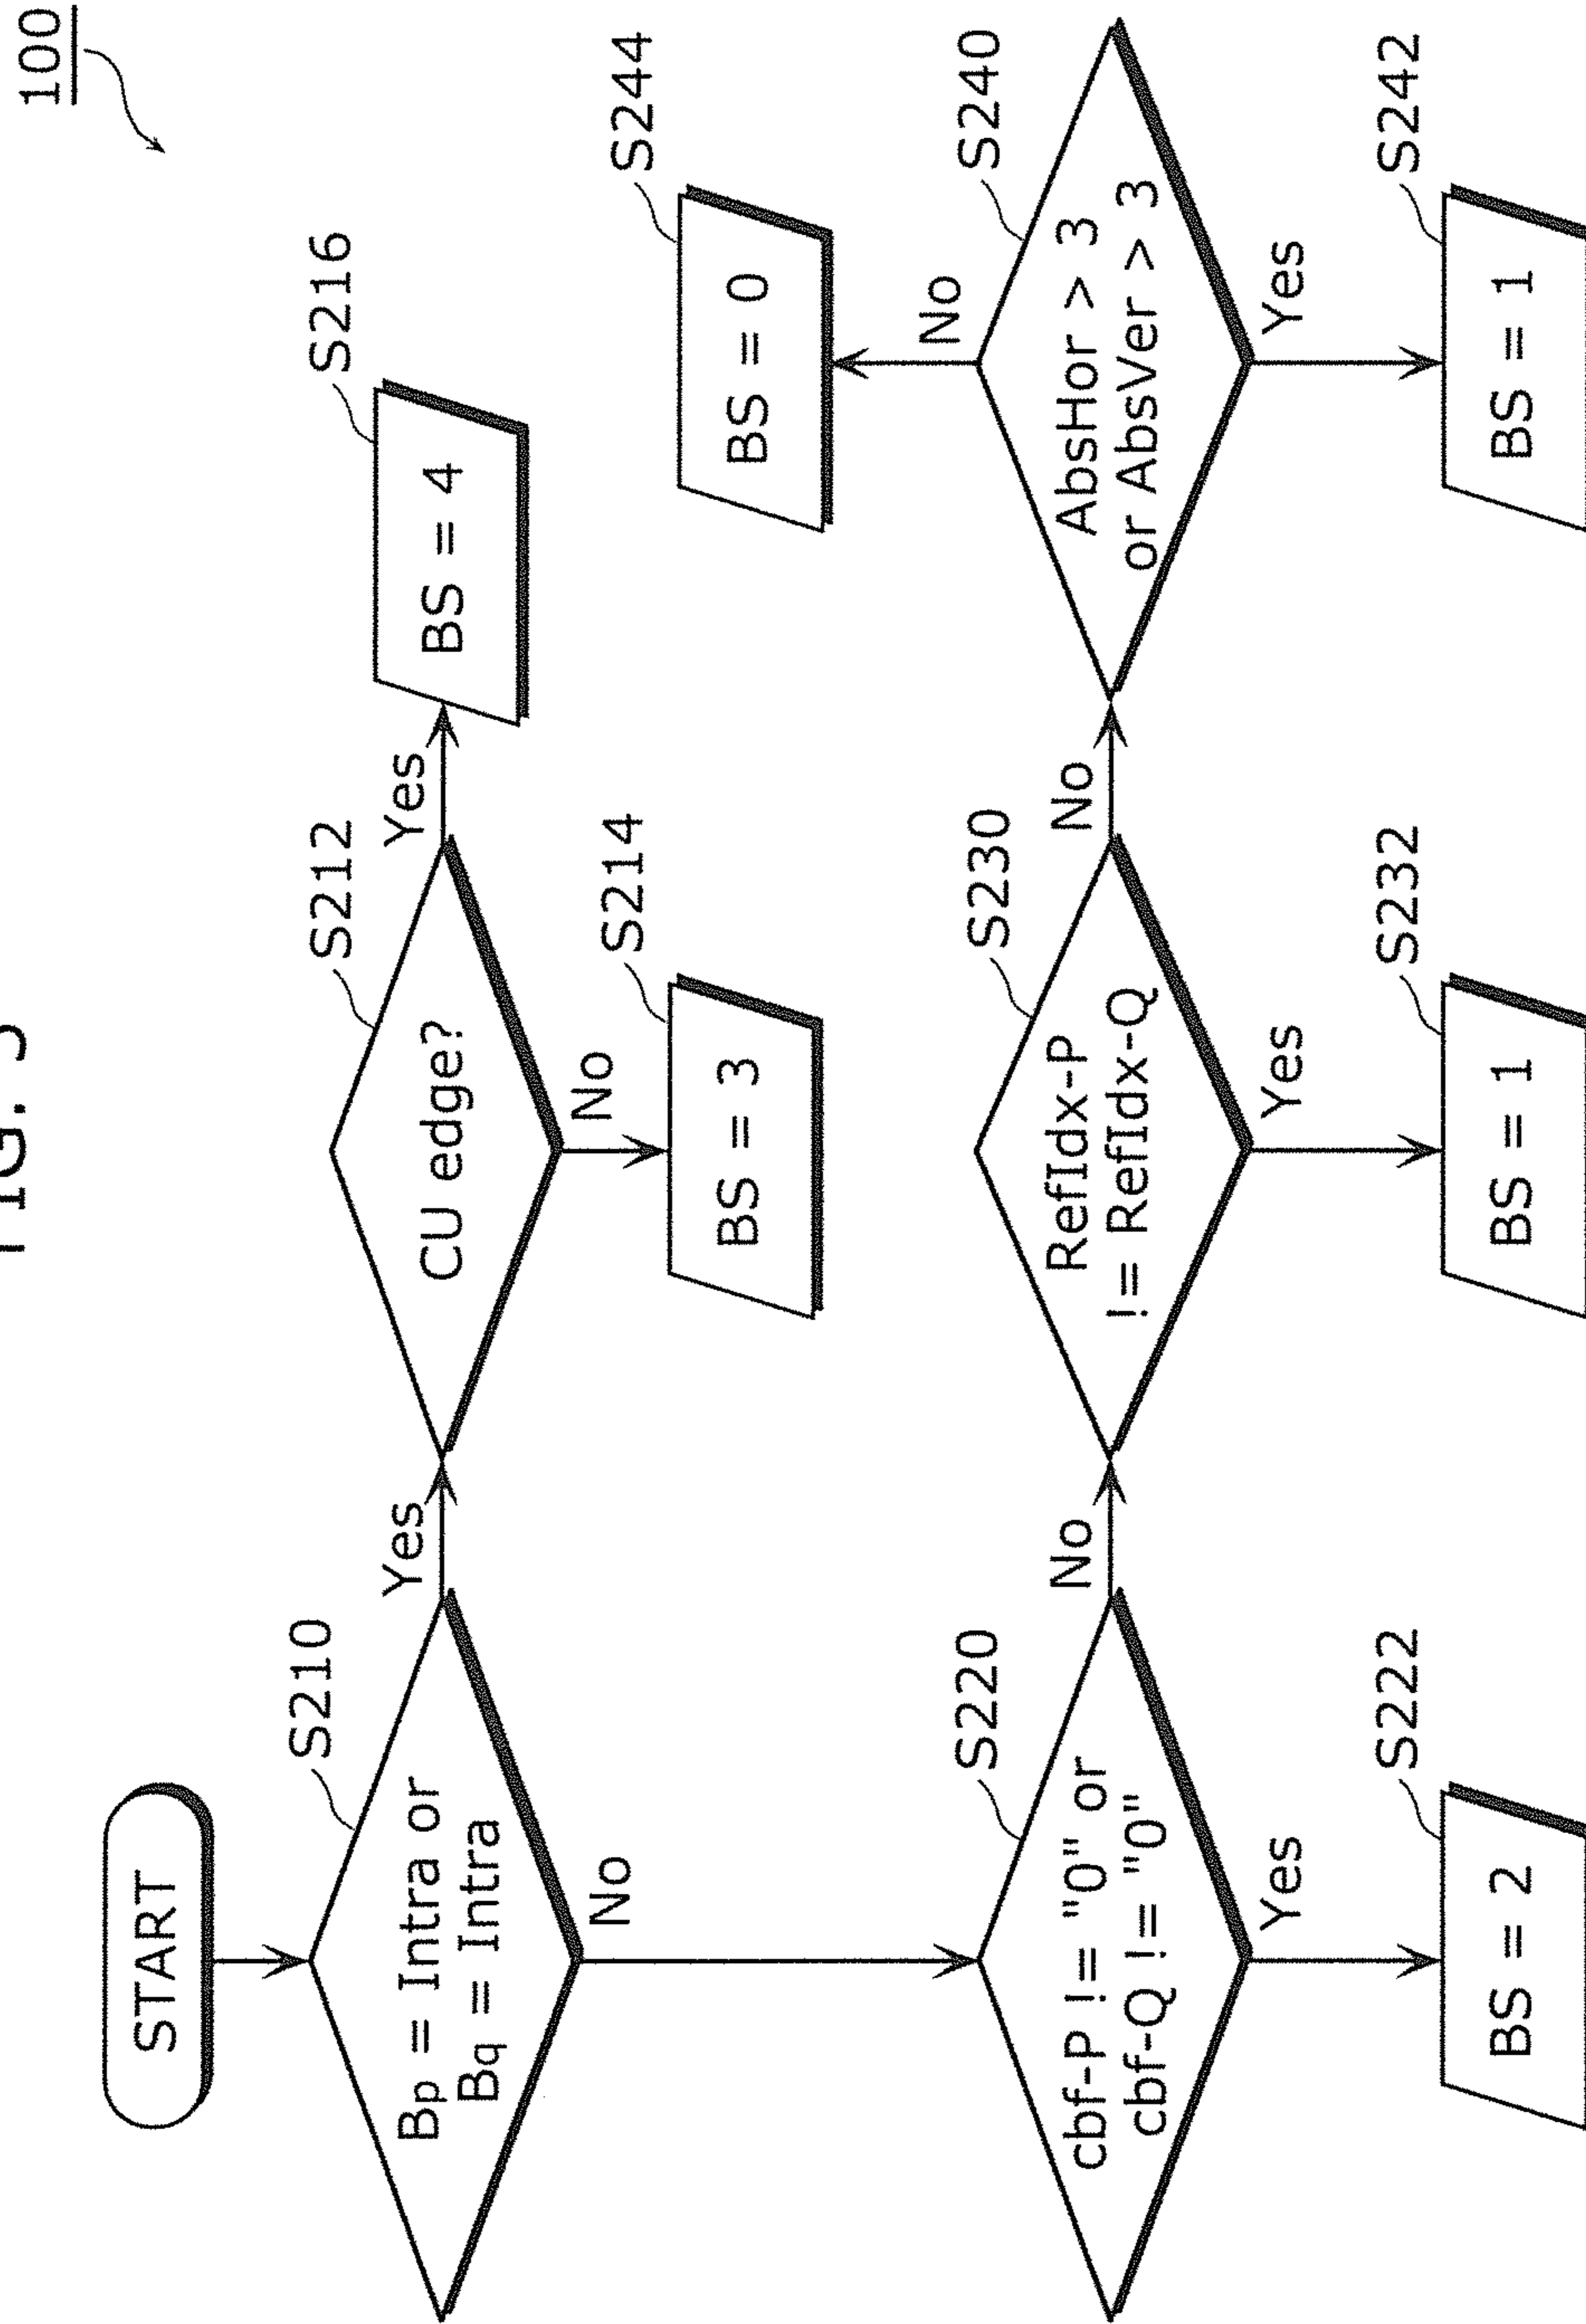 100
START
S210
Bp = Intra or
Bq = Intra
Yes
No
S212
CU edge?
Yes
No
S216
BS = 4
S214
BS = 3
S220
cbf-P != "0" or
cbf-Q != "0"
No
Yes
S222
BS = 2
S230
RefIdx-P
!= RefIdx-Q
No
Yes
S232
BS = 1
S240
AbsHor > 3
or AbsVer > 3
No
Yes
S244
BS = 0
S242
BS = 1